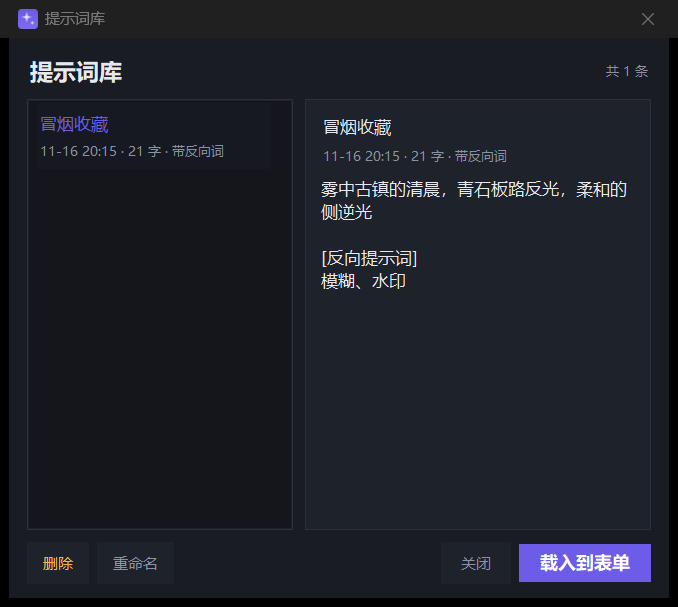 提示词库
提示词库
共 1 条
冒烟收藏
11-16 20:15 · 21 字 · 带反向词
冒烟收藏
11-16 20:15 · 21 字 · 带反向词
雾中古镇的清晨，青石板路反光，柔和的
侧逆光
[反向提示词]
模糊、水印
删除
重命名
关闭
载入到表单